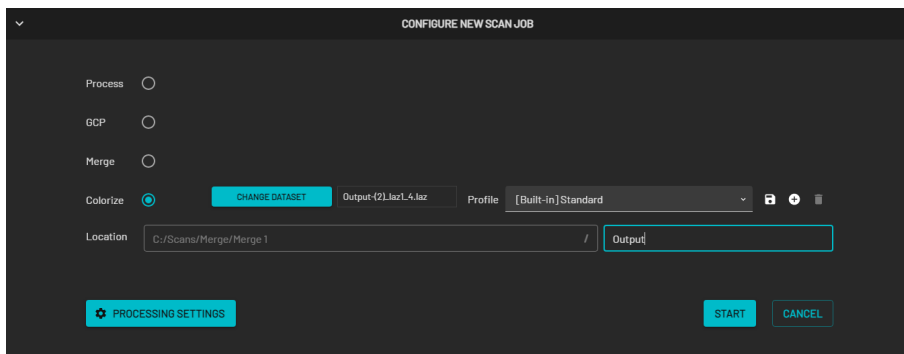 CONFIGURE NEW SCAN JOB
Process
GCP
Merge
Colorize CHANGE DATASET Output-(2)_laz1_4.laz Profile [Built-in] Standard
Location C:/Scans/Merge/Merge 1 / Output
PROCESSING SETTINGS START CANCEL